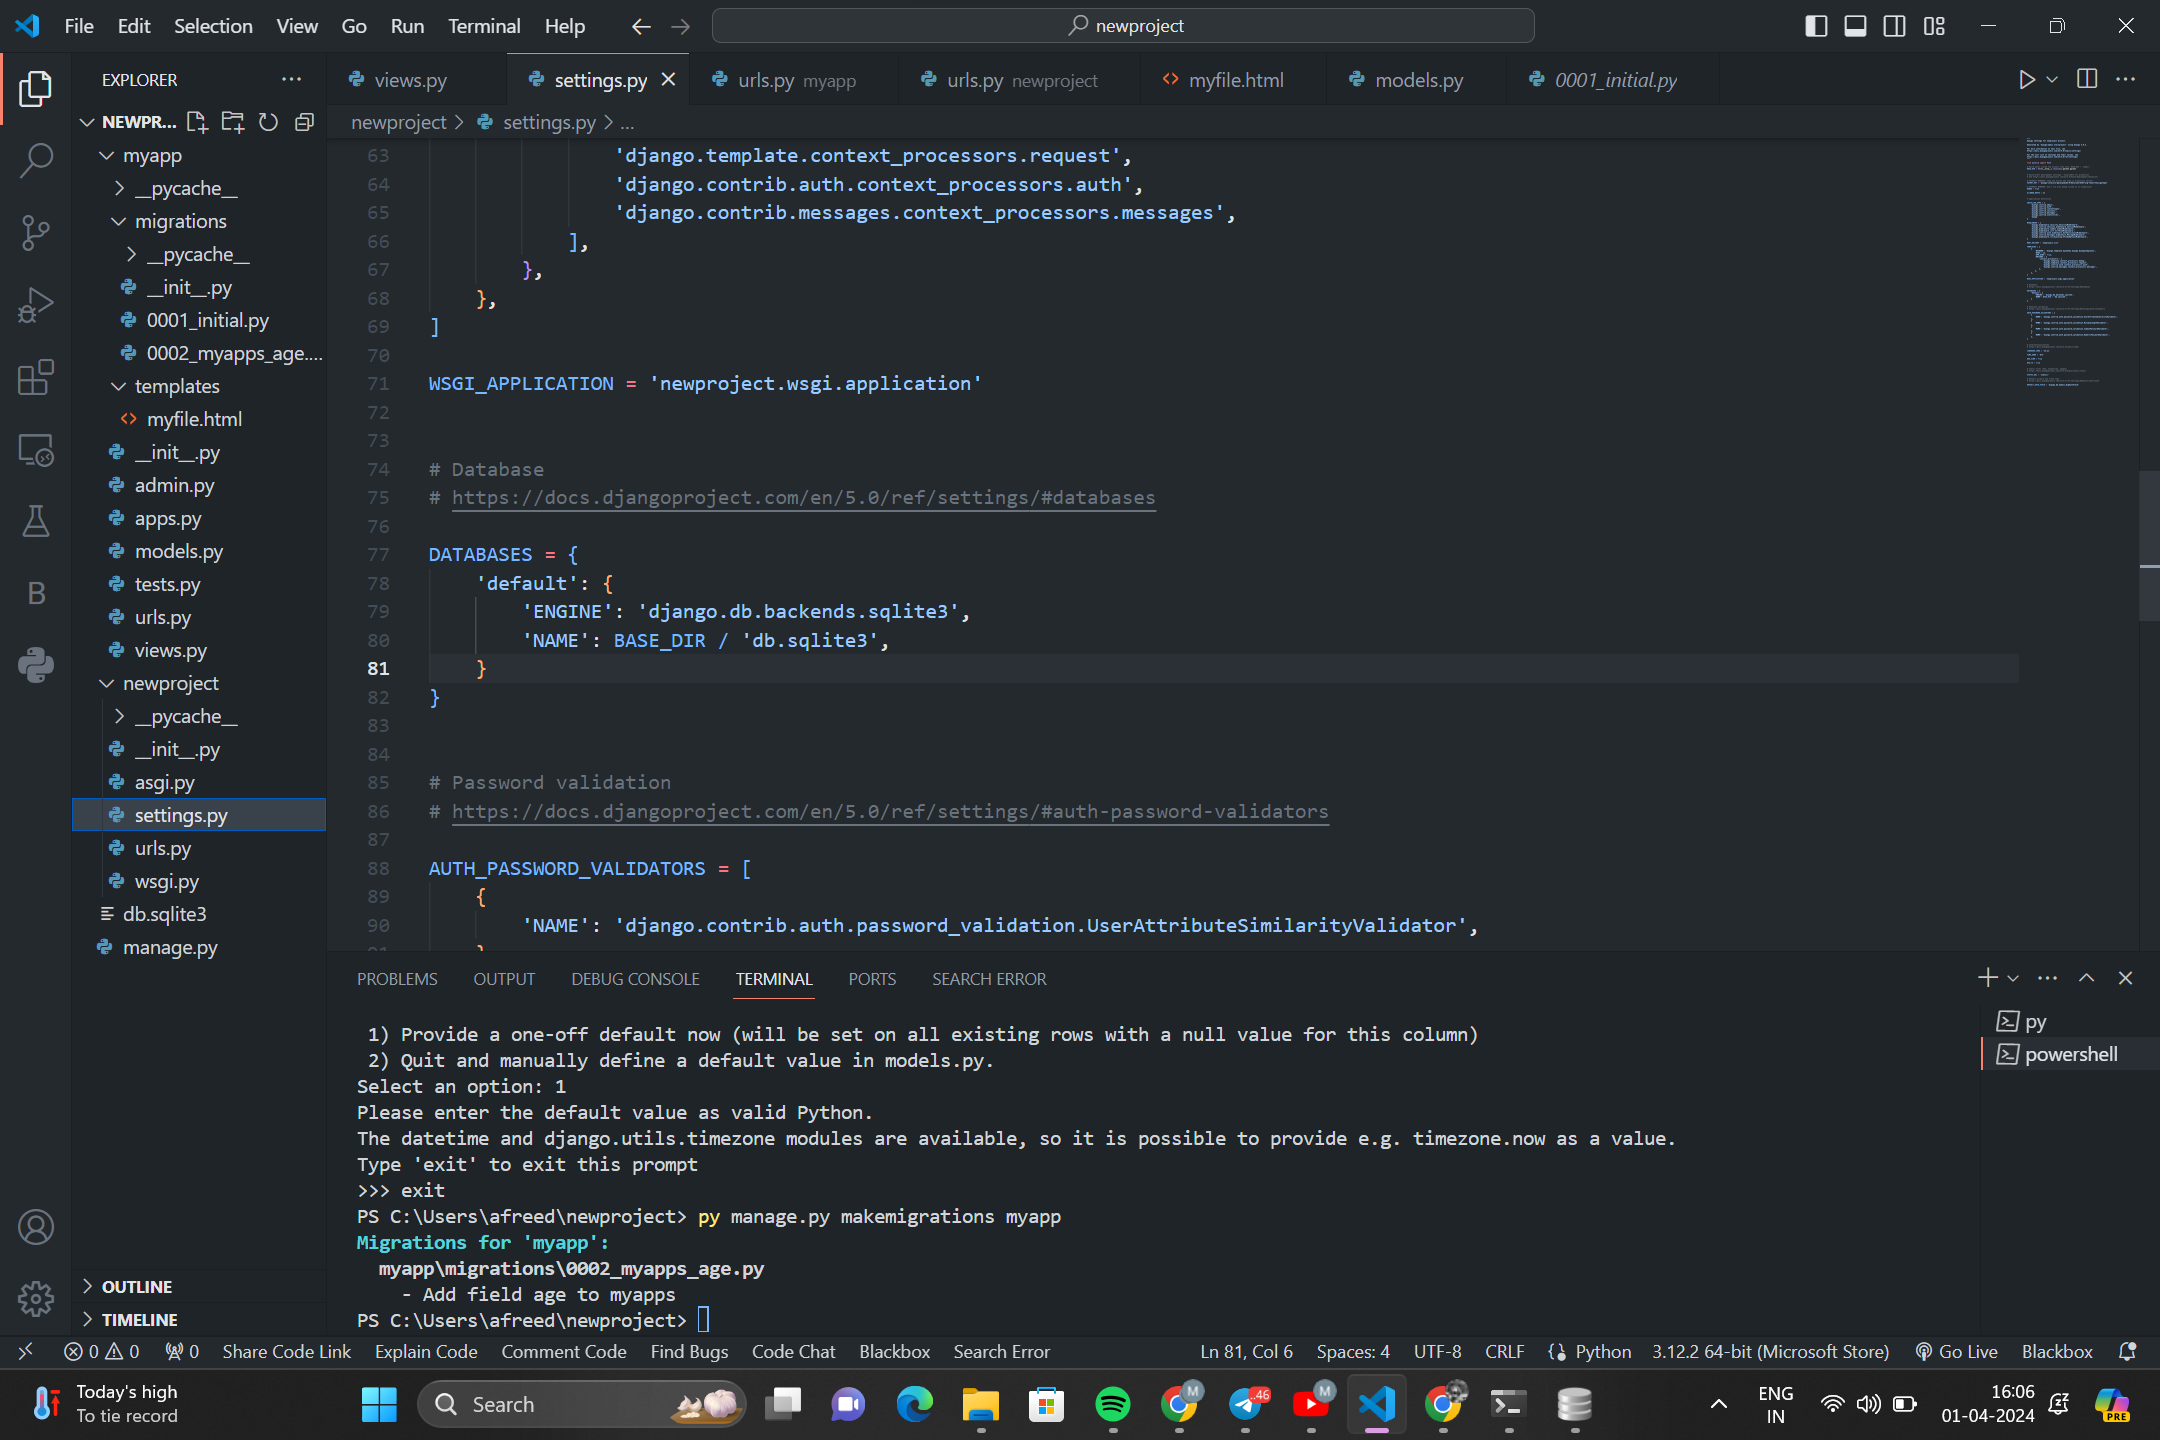 File Edit Selection View Go Run Terminal Help
newproject
EXPLORER
views.py
settings.py
urls.py myapp
urls.py newproject
myfile.html
models.py
0001_initial.py
newproject > settings.py > ...
NEWPR...
myapp
__pycache__
migrations
__pycache__
__init__.py
0001_initial.py
0002_myapps_age....
templates
myfile.html
__init__.py
admin.py
apps.py
models.py
tests.py
urls.py
views.py
newproject
__pycache__
__init__.py
asgi.py
settings.py
urls.py
wsgi.py
db.sqlite3
manage.py
OUTLINE
TIMELINE
63 'django.template.context_processors.request',
64 'django.contrib.auth.context_processors.auth',
65 'django.contrib.messages.context_processors.messages',
66 ],
67 },
68 },
69 ]
70
71 WSGI_APPLICATION = 'newproject.wsgi.application'
72
73
74 # Database
75 # https://docs.djangoproject.com/en/5.0/ref/settings/#databases
76
77 DATABASES = {
78 'default': {
79 'ENGINE': 'django.db.backends.sqlite3',
80 'NAME': BASE_DIR / 'db.sqlite3',
81 }
82 }
83
84
85 # Password validation
86 # https://docs.djangoproject.com/en/5.0/ref/settings/#auth-password-validators
87
88 AUTH_PASSWORD_VALIDATORS = [
89 {
90 'NAME': 'django.contrib.auth.password_validation.UserAttributeSimilarityValidator',
PROBLEMS OUTPUT DEBUG CONSOLE TERMINAL PORTS SEARCH ERROR
1) Provide a one-off default now (will be set on all existing rows with a null value for this column)
2) Quit and manually define a default value in models.py.
Select an option: 1
Please enter the default value as valid Python.
The datetime and django.utils.timezone modules are available, so it is possible to provide e.g. timezone.now as a value.
Type 'exit' to exit this prompt
>>> exit
PS C:\Users\afreed\newproject> py manage.py makemigrations myapp
Migrations for 'myapp':
myapp\migrations\0002_myapps_age.py
- Add field age to myapps
PS C:\Users\afreed\newproject>
py
powershell
0 0 0 Share Code Link Explain Code Comment Code Find Bugs Code Chat Blackbox Search Error Ln 81, Col 6 Spaces: 4 UTF-8 CRLF Python 3.12.2 64-bit (Microsoft Store) Go Live Blackbox
Today's high
To tie record
Search
M
..46
M
ENG
IN
16:06
01-04-2024
PRE